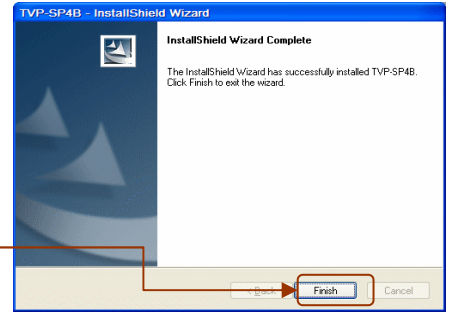 TVP-SP4B - InstallShield Wizard
InstallShield Wizard Complete
The InstallShield Wizard has successfully installed TVP-SP4B.
Click Finish to exit the wizard.
< Back Finish Cancel